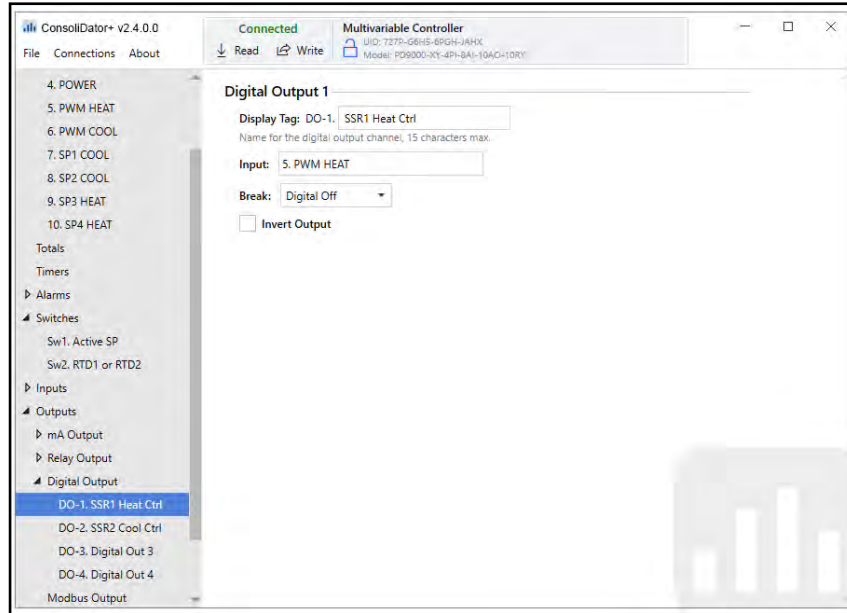 ConsoliDator+ v2.4.0.0
File Connections About
Connected
Read Write
Multivariable Controller
UID: 727P-G6HS-6PGH-JAHX
Model: PD9000-XY-4PI-8AI-10AO-10RY
4. POWER
5. PWM HEAT
6. PWM COOL
7. SP1 COOL
8. SP2 COOL
9. SP3 HEAT
10. SP4 HEAT
Totals
Timers
Alarms
Switches
Sw1. Active SP
Sw2. RTD1 or RTD2
Inputs
Outputs
mA Output
Relay Output
Digital Output
DO-1. SSR1 Heat Ctrl
DO-2. SSR2 Cool Ctrl
DO-3. Digital Out 3
DO-4. Digital Out 4
Modbus Output
Digital Output 1
Display Tag: DO-1. SSR1 Heat Ctrl
Name for the digital output channel, 15 characters max.
Input: 5. PWM HEAT
Break: Digital Off
Invert Output